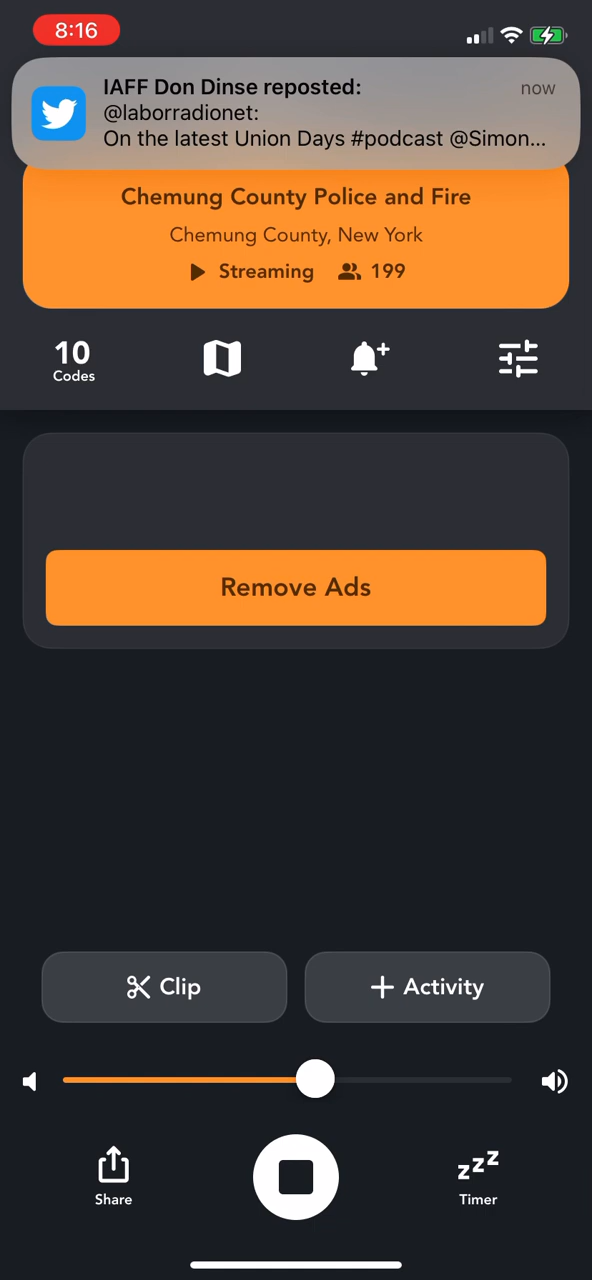 8:16
IAFF Don Dinse reposted:
now
@laborradionet:
On the latest Union Days #podcast @Simon...
Chemung County Police and Fire
Chemung County, New York
Streaming 199
10
Codes
Remove Ads
Clip
Activity
Share
zzz
Timer